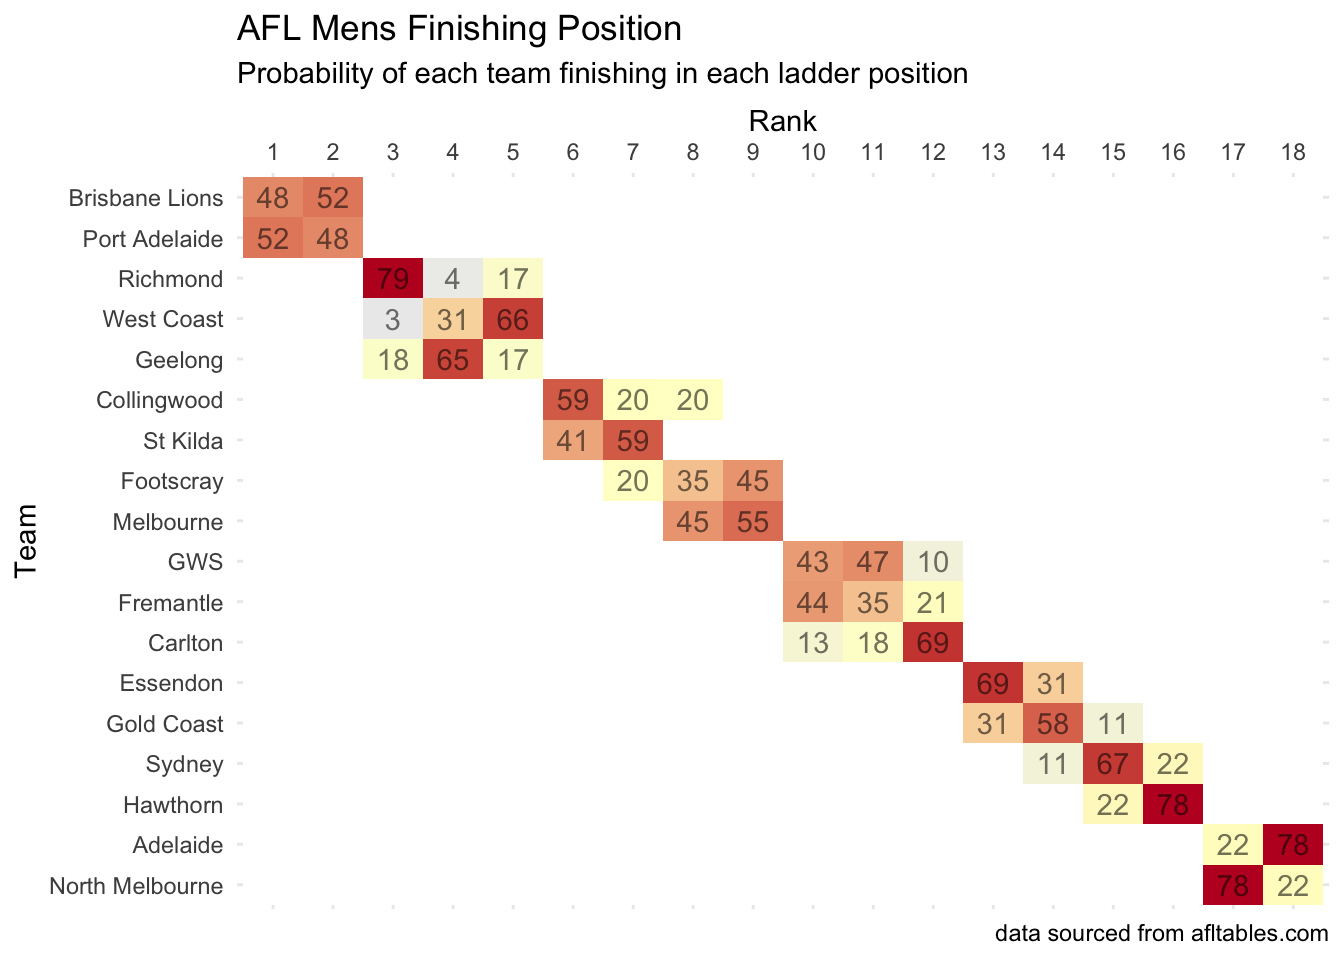 AFL Mens Finishing Position
Probability of each team finishing in each ladder position
Rank
1 2 3 4 5 6 7 8 9 10 11 12 13 14 15 16 17 18
Team
Brisbane Lions 48 52
Port Adelaide 52 48
Richmond 79 4 17
West Coast 3 31 66
Geelong 18 65 17
Collingwood 59 20 20
St Kilda 41 59
Footscray 20 35 45
Melbourne 45 55
GWS 43 47 10
Fremantle 44 35 21
Carlton 13 18 69
Essendon 69 31
Gold Coast 31 58 11
Sydney 11 67 22
Hawthorn 22 78
Adelaide 22 78
North Melbourne 78 22
data sourced from afltables.com